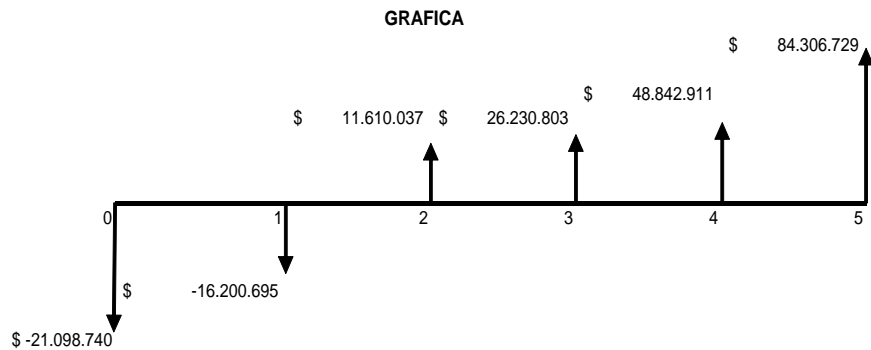 GRAFICA
$ 84.306.729
$ 48.842.911
$ 11.610.037 $ 26.230.803
0 1 2 3 4 5
$ -16.200.695
$ -21.098.740